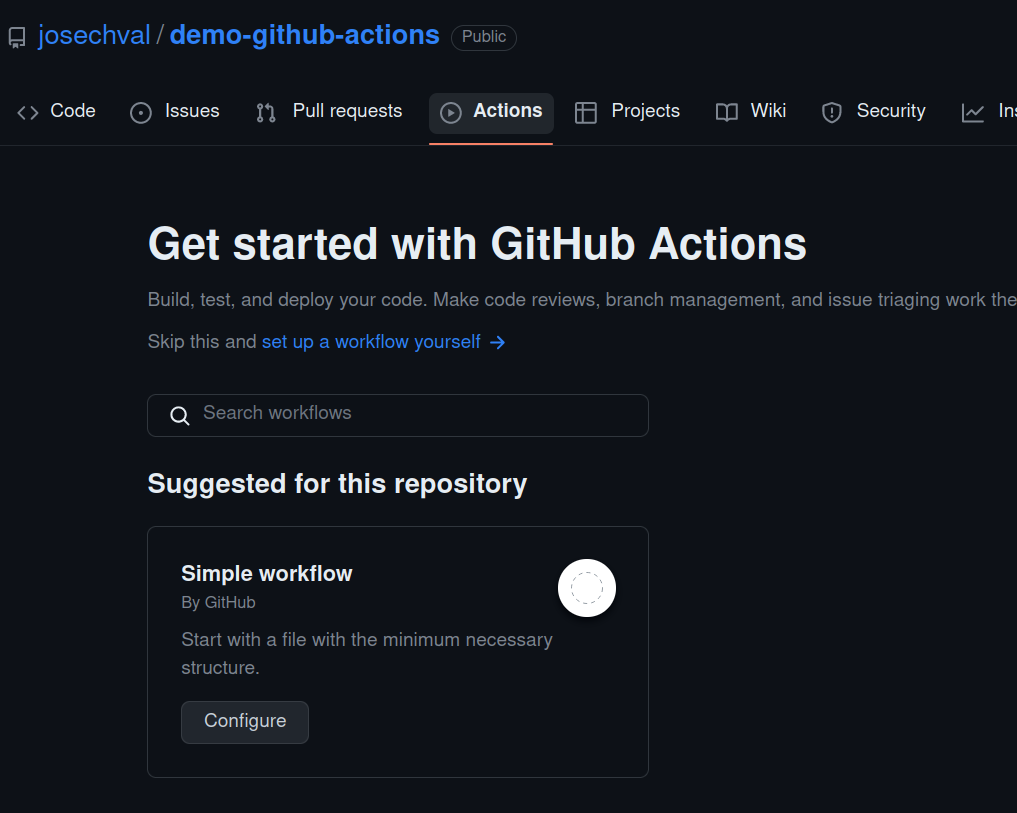 josechval / demo-github-actions Public
Code Issues Pull requests Actions Projects Wiki Security
Get started with GitHub Actions
Build, test, and deploy your code. Make code reviews, branch management, and issue triaging work the
Skip this and set up a workflow yourself →
Search workflows
Suggested for this repository
Simple workflow
By GitHub
Start with a file with the minimum necessary
structure.
Configure